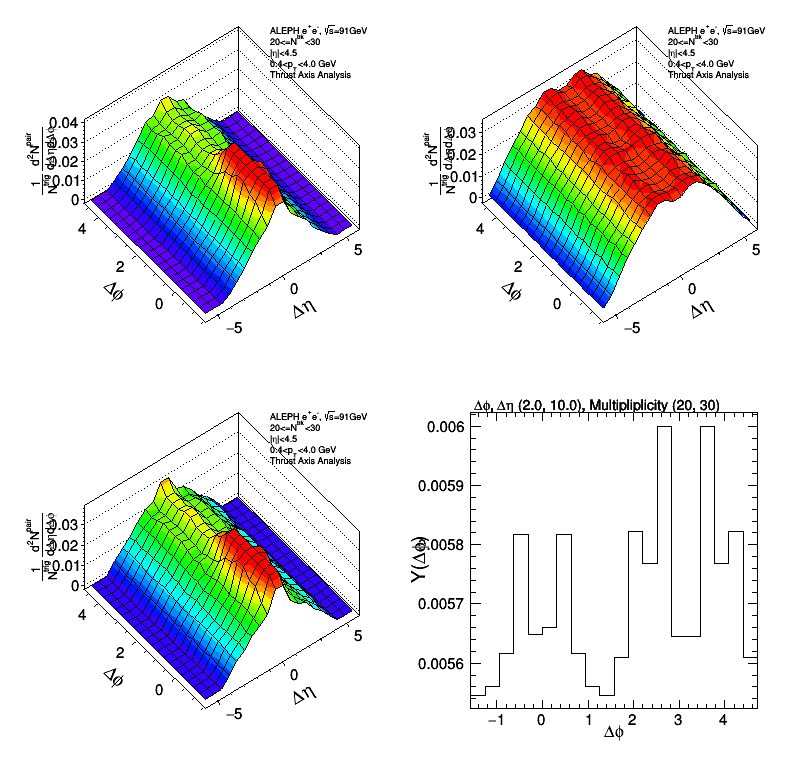 ALEPH e⁺e⁻, √s=91GeV
20<=N^trk<30
|η|<4.5
0.4<p_T<4.0 GeV
Thrust Axis Analysis
1/N^trig d²N^pair/dΔηdΔφ
0.04
0.03
0.02
0.01
0
4
2
0
Δφ
−5
0
5
Δη
ALEPH e⁺e⁻, √s=91GeV
20<=N^trk<30
|η|<4.5
0.4<p_T<4.0 GeV
Thrust Axis Analysis
1/N^trig d²N^pair/dΔηdΔφ
0.03
0.02
0.01
0
4
2
0
Δφ
−5
0
5
Δη
ALEPH e⁺e⁻, √s=91GeV
20<=N^trk<30
|η|<4.5
0.4<p_T<4.0 GeV
Thrust Axis Analysis
1/N^trig d²N^pair/dΔηdΔφ
0.03
0.02
0.01
0
4
2
0
Δφ
−5
0
5
Δη
Δφ, Δη (2.0, 10.0), Multipliplicity (20, 30)
Y(Δφ)
0.006
0.0059
0.0058
0.0057
0.0056
−1 0 1 2 3 4
Δφ